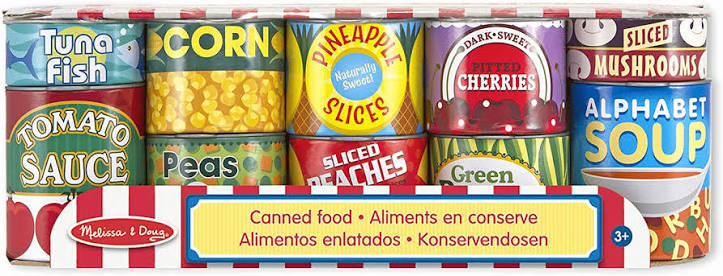 Tuna
Fish
CORN
PINEAPPLE
Naturally
Sweet!
SLICES
DARK • SWEET
PITTED
CHERRIES
SLICED
MUSHROOMS
TOMATO
SAUCE
Peas
SLICED
PEACHES
Green
ALPHABET
SOUP
Melissa & Doug
Canned food • Aliments en conserve
Alimentos enlatados • Konservendosen
3+